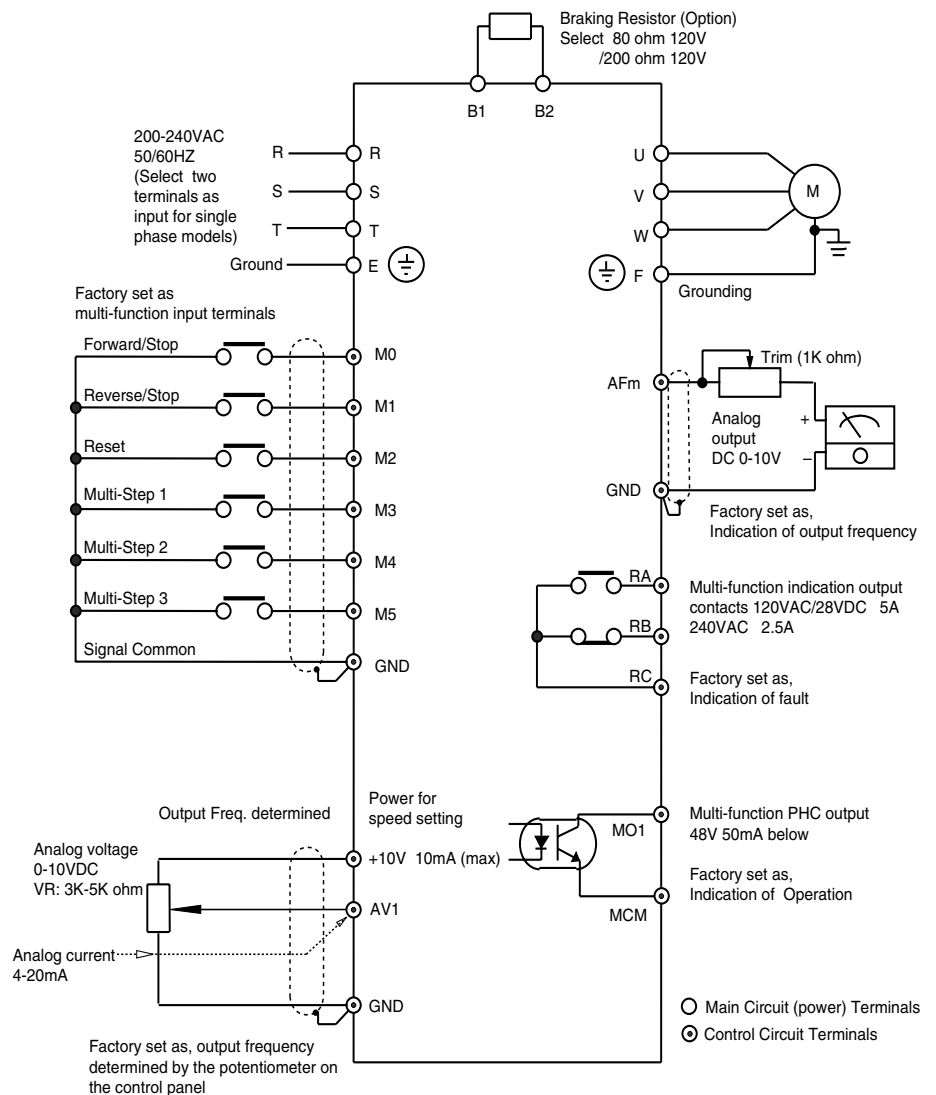 Braking Resistor (Option)
Select 80 ohm 120V
/200 ohm 120V
B1
B2
200-240VAC
50/60HZ
(Select two
terminals as
input for single
phase models)
R
R
S
S
T
T
Ground
E
U
V
W
M
F
Grounding
Factory set as
multi-function input terminals
Forward/Stop
M0
Reverse/Stop
M1
Reset
M2
Multi-Step 1
M3
Multi-Step 2
M4
Multi-Step 3
M5
Signal Common
GND
AFm
Trim (1K ohm)
Analog
output
DC 0-10V
+
–
GND
Factory set as,
Indication of output frequency
RA
RB
RC
Multi-function indication output
contacts 120VAC/28VDC 5A
240VAC 2.5A
Factory set as,
Indication of fault
Output Freq. determined
Power for
speed setting
Analog voltage
0-10VDC
VR: 3K-5K ohm
+10V 10mA (max)
AV1
Analog current
4-20mA
GND
Factory set as, output frequency
determined by the potentiometer on
the control panel
MO1
Multi-function PHC output
48V 50mA below
Factory set as,
Indication of Operation
MCM
Main Circuit (power) Terminals
Control Circuit Terminals